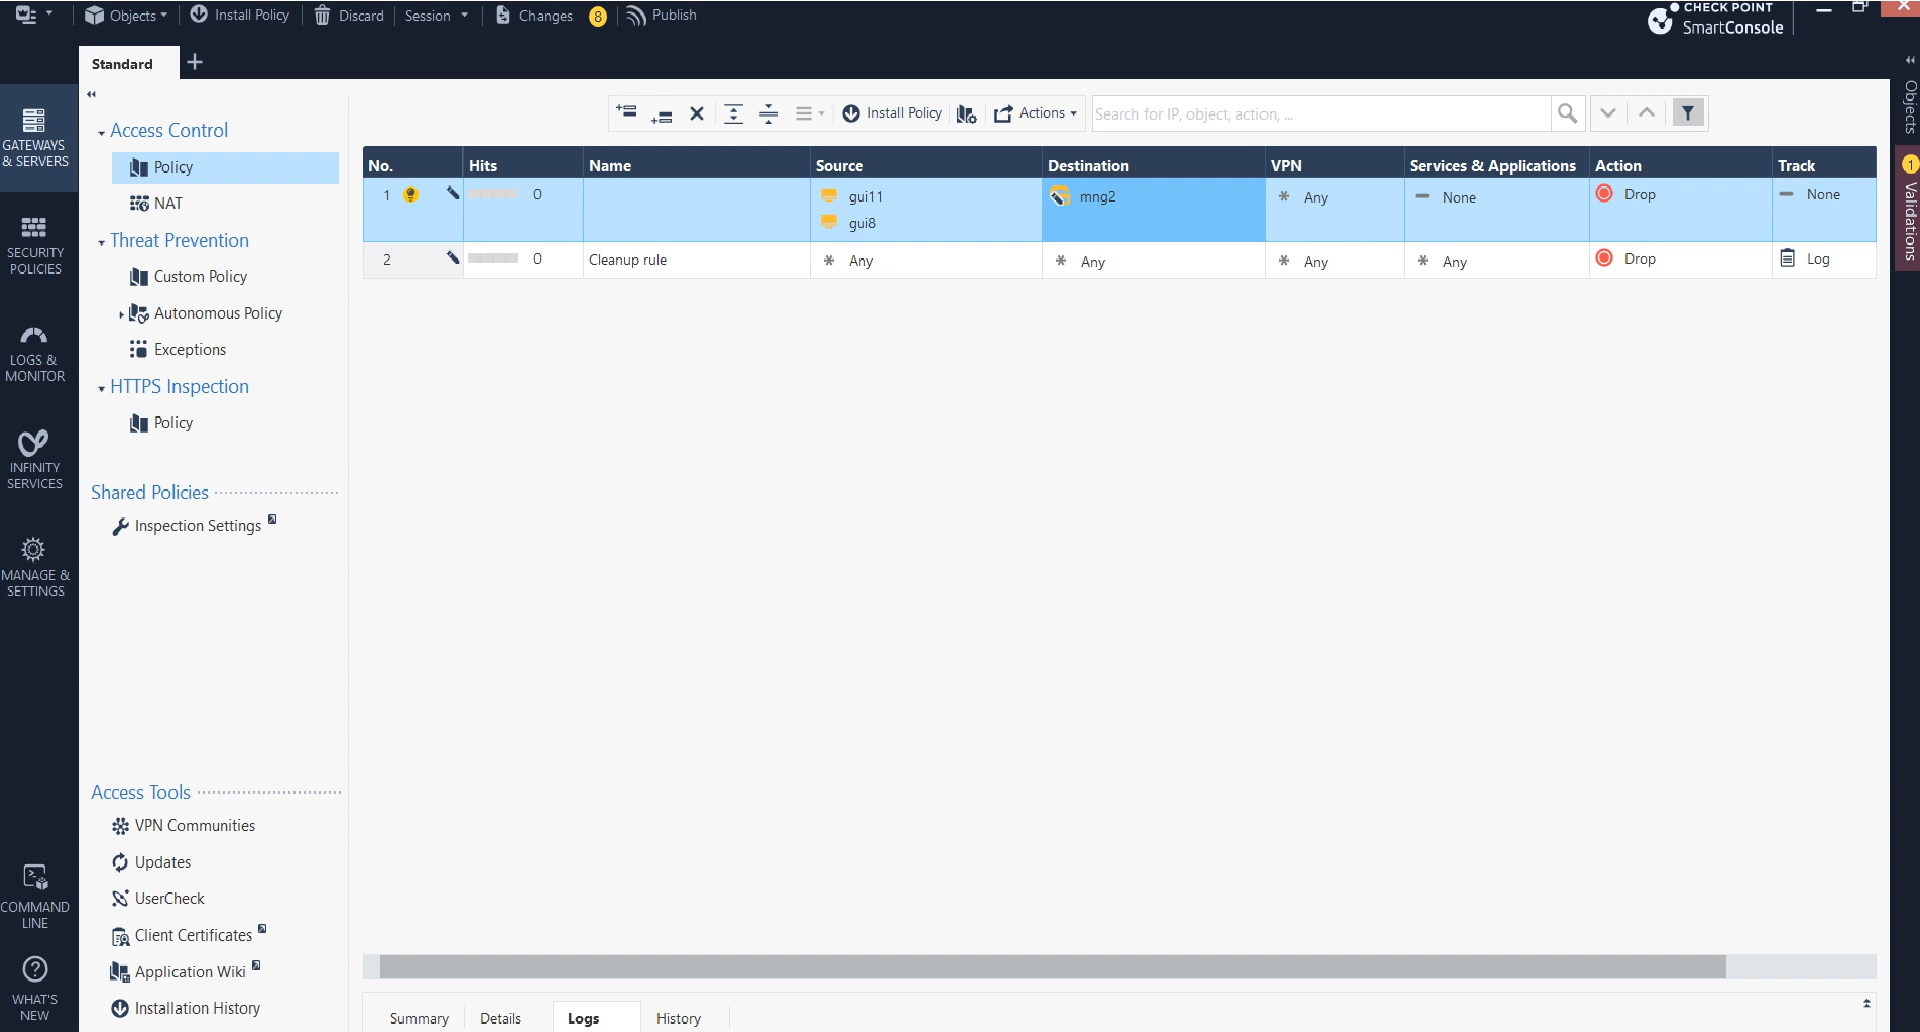 Objects
Install Policy
Discard
Session
Changes
8
Publish
CHECK POINT
SmartConsole
Standard
GATEWAYS
& SERVERS
SECURITY
POLICIES
LOGS &
MONITOR
INFINITY
SERVICES
MANAGE &
SETTINGS
COMMAND
LINE
WHAT'S
NEW
Access Control
Policy
NAT
Threat Prevention
Custom Policy
Autonomous Policy
Exceptions
HTTPS Inspection
Policy
Shared Policies
Inspection Settings
Access Tools
VPN Communities
Updates
UserCheck
Client Certificates
Application Wiki
Installation History
Install Policy
Actions
Search for IP, object, action, ...
No. Hits Name Source Destination VPN Services & Applications Action Track
1 0 gui11 mng2 * Any None Drop None
gui8
2 0 Cleanup rule * Any * Any * Any * Any Drop Log
Summary
Details
Logs
History
Objects
1
Validations